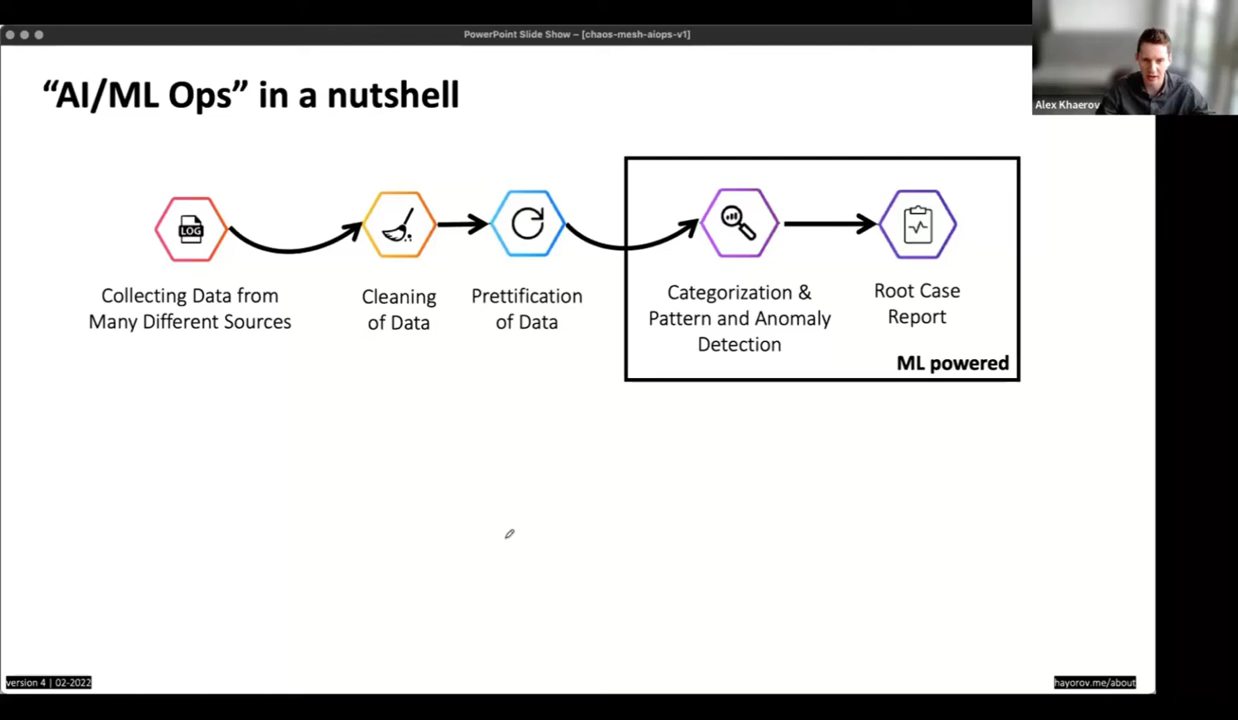 PowerPoint Slide Show – [chaos-mesh-aiops-v1]
Alex Khaerov
“AI/ML Ops” in a nutshell
LOG
Collecting Data from
Many Different Sources
Cleaning
of Data
Prettification
of Data
Categorization &
Pattern and Anomaly
Detection
Root Case
Report
ML powered
version 4 | 02-2022
hayorov.me/about